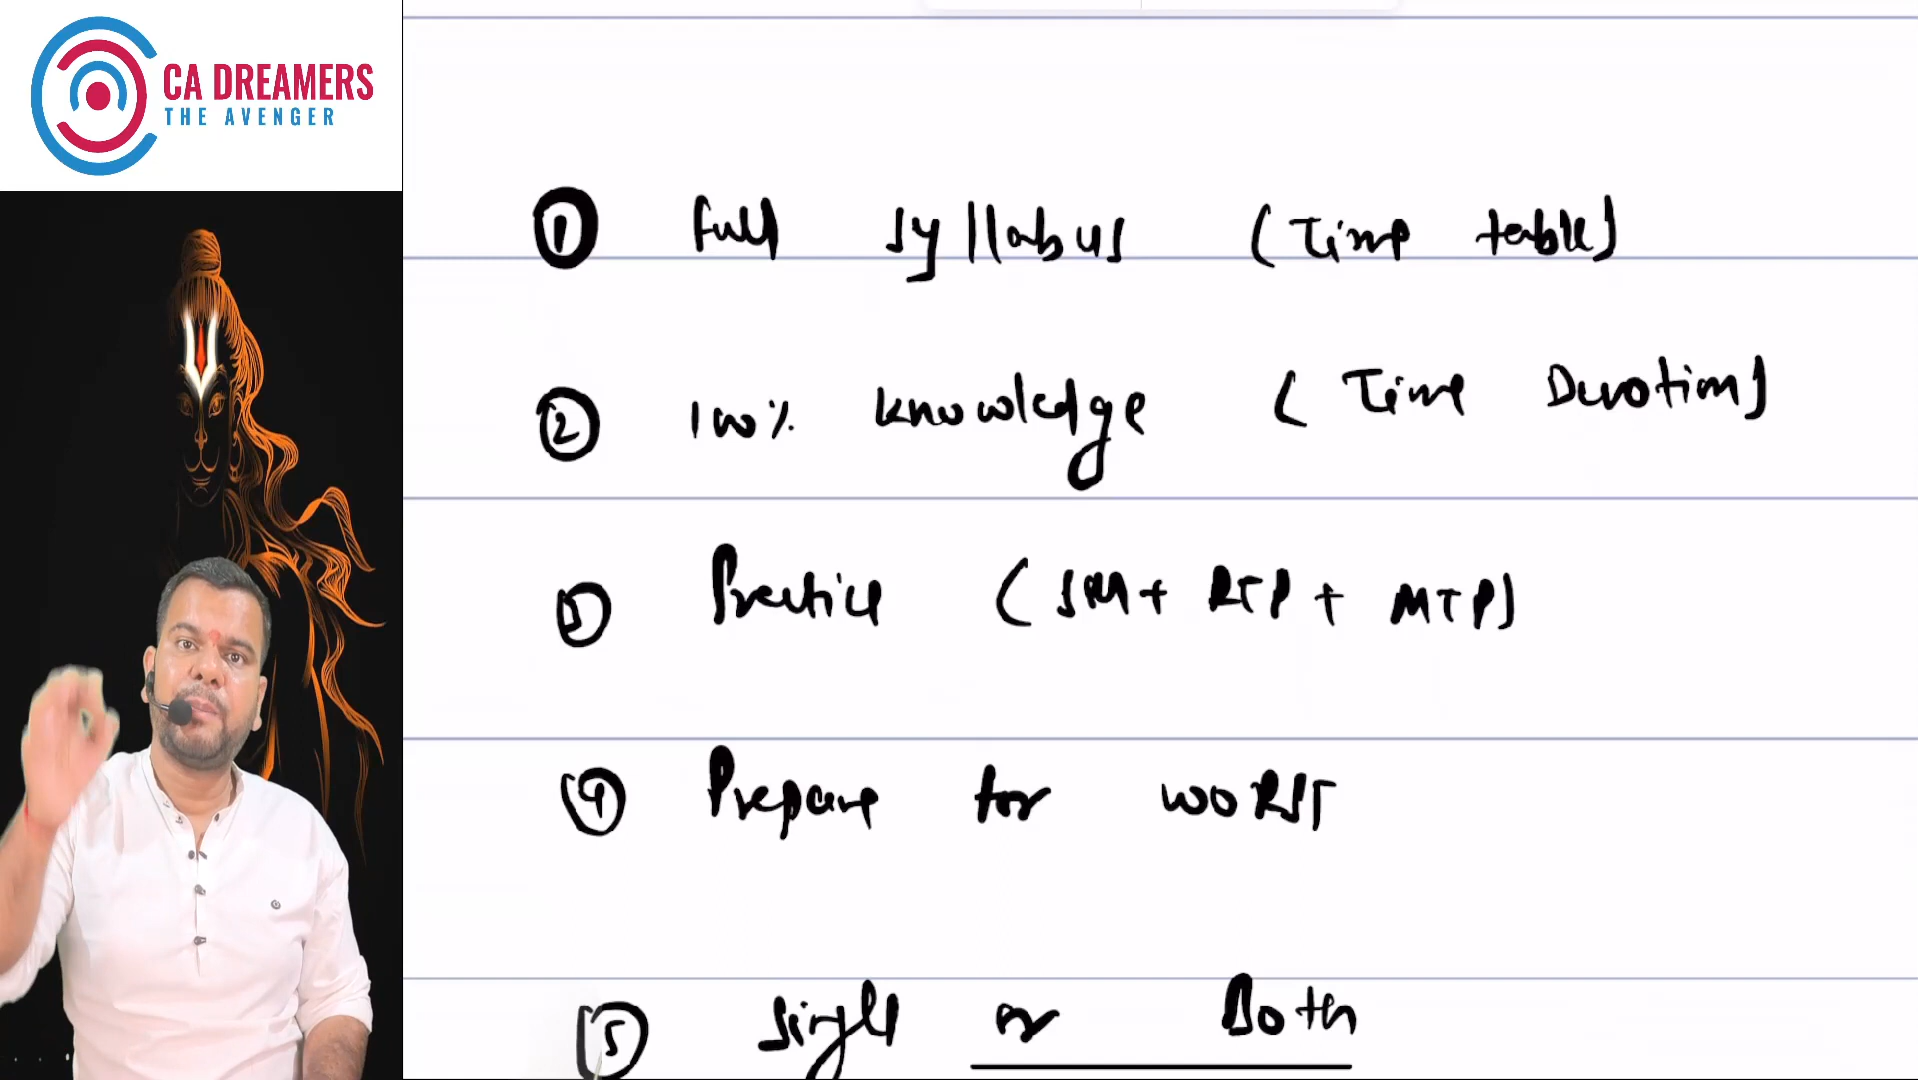 CA DREAMERS
THE AVENGER
① Full syllabus (Time table)
② 100% knowledge (Time Devotion)
③ Practice (SM + RTP + MTP)
④ Prepare for WORST
⑤ Single or Both